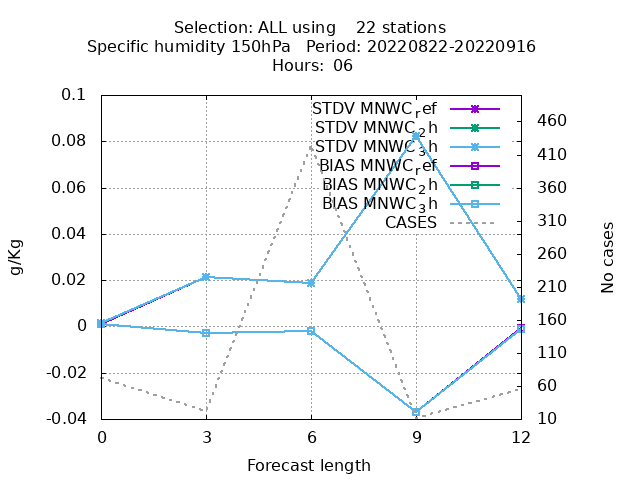 Selection: ALL using    22 stations
Specific humidity 150hPa   Period: 20220822-20220916
Hours:  06
0.1
0.08
0.06
0.04
0.02
0
-0.02
-0.04
g/Kg
STDV MNWC_ref
STDV MNWC_2h
STDV MNWC_3h
BIAS MNWC_ref
BIAS MNWC_2h
BIAS MNWC_3h
CASES
460
410
360
310
260
210
160
110
60
10
No cases
0 3 6 9 12
Forecast length